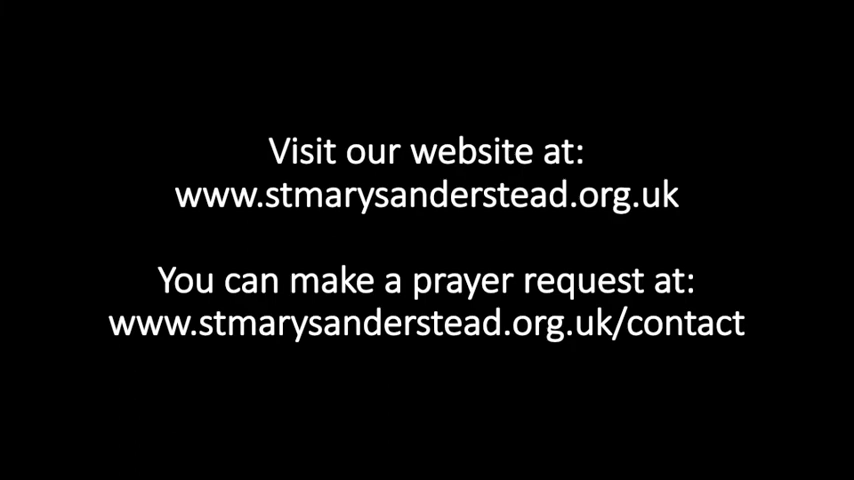 Visit our website at:
www.stmarysanderstead.org.uk
You can make a prayer request at:
www.stmarysanderstead.org.uk/contact